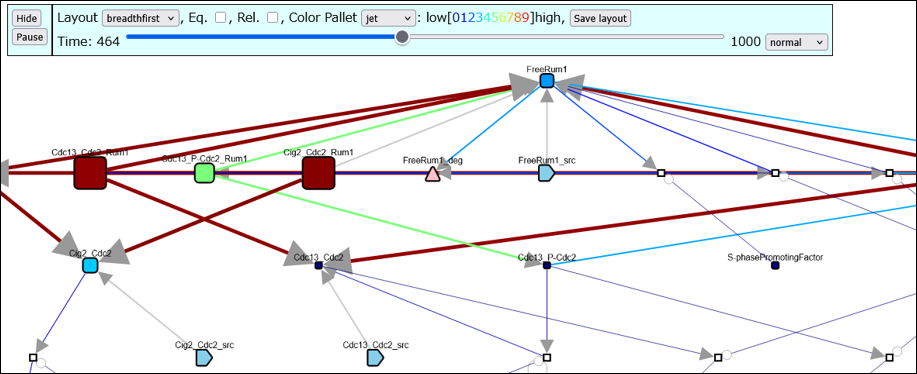 Hide Layout breadthfirst, Eq. , Rel. , Color Pallet jet : low[0123456789]high, Save layout
Pause Time: 464 1000 normal
FreeRum1
Cdc13_Cdc2_Rum1 Cdc13_P-Cdc2_Rum1 Cig2_Cdc2_Rum1 FreeRum1_deg FreeRum1_src
Cig2_Cdc2 Cdc13_Cdc2 Cdc13_P-Cdc2 S-phasePromotingFactor
Cig2_Cdc2_src Cdc13_Cdc2_src